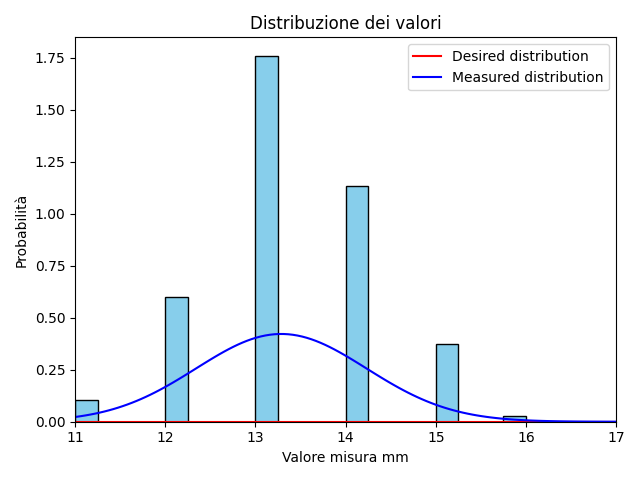 Distribuzione dei valori
Desired distribution
Measured distribution
Probabilità
1.75
1.50
1.25
1.00
0.75
0.50
0.25
0.00
11 12 13 14 15 16 17
Valore misura mm